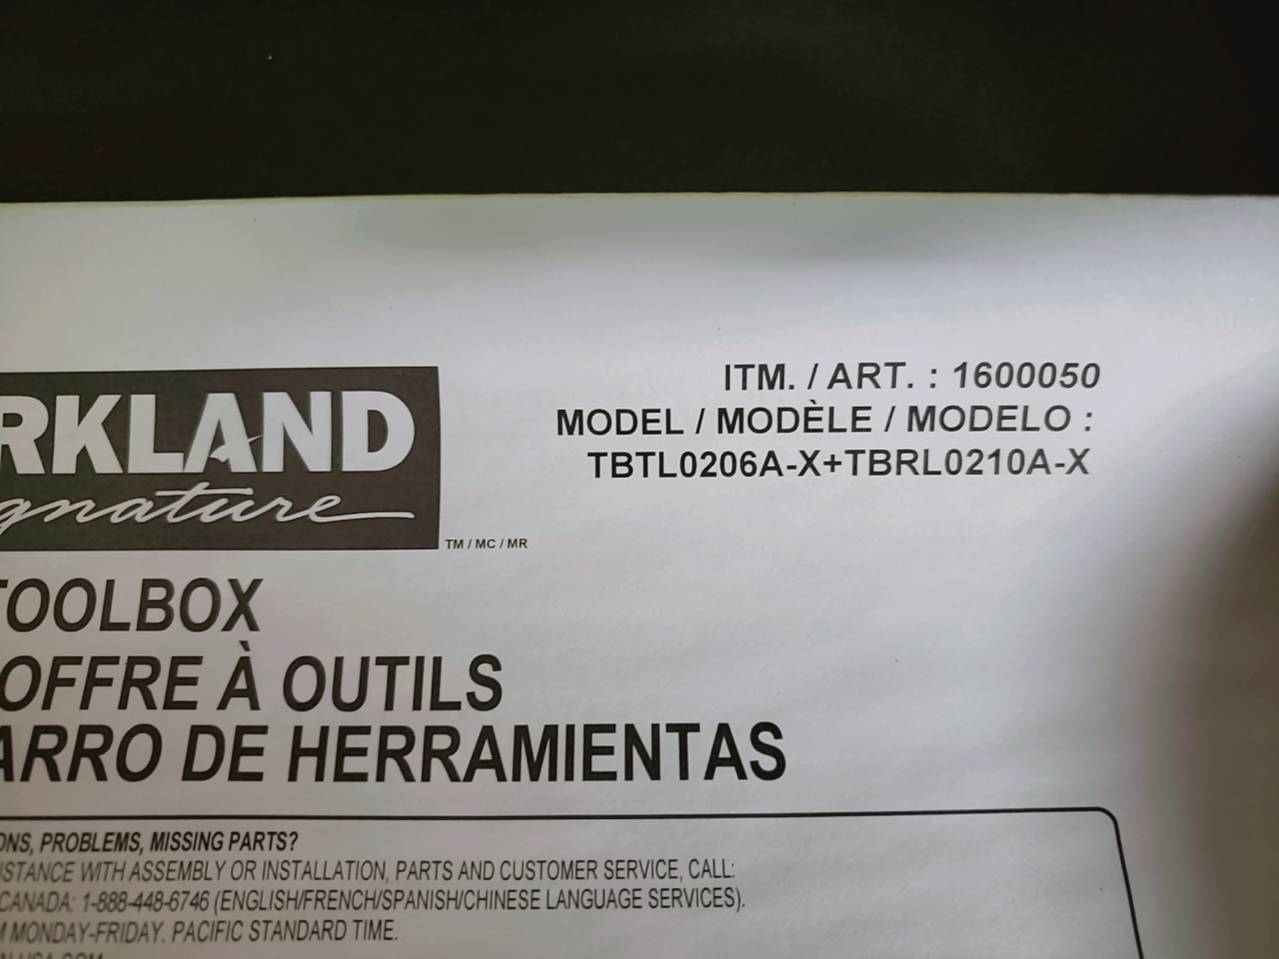 ITM. / ART. : 1600050
MODEL / MODÈLE / MODELO :
TBTL0206A-X+TBRL0210A-X
RKLAND
gnature
TM / MC / MR
TOOLBOX
OFFRE À OUTILS
ARRO DE HERRAMIENTAS
ONS, PROBLEMS, MISSING PARTS?
ISTANCE WITH ASSEMBLY OR INSTALLATION, PARTS AND CUSTOMER SERVICE, CALL:
CANADA: 1-888-448-6746 (ENGLISH/FRENCH/SPANISH/CHINESE LANGUAGE SERVICES).
M MONDAY-FRIDAY. PACIFIC STANDARD TIME.